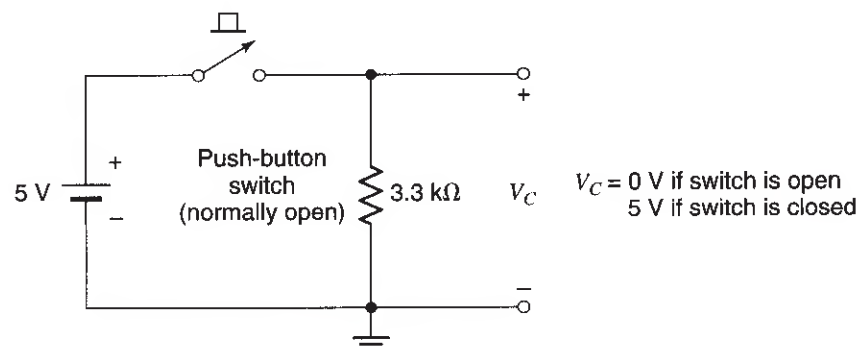 +
5 V
−
Push-button
switch
(normally open)
3.3 kΩ
+
V_C
−
V_C = 0 V if switch is open
5 V if switch is closed